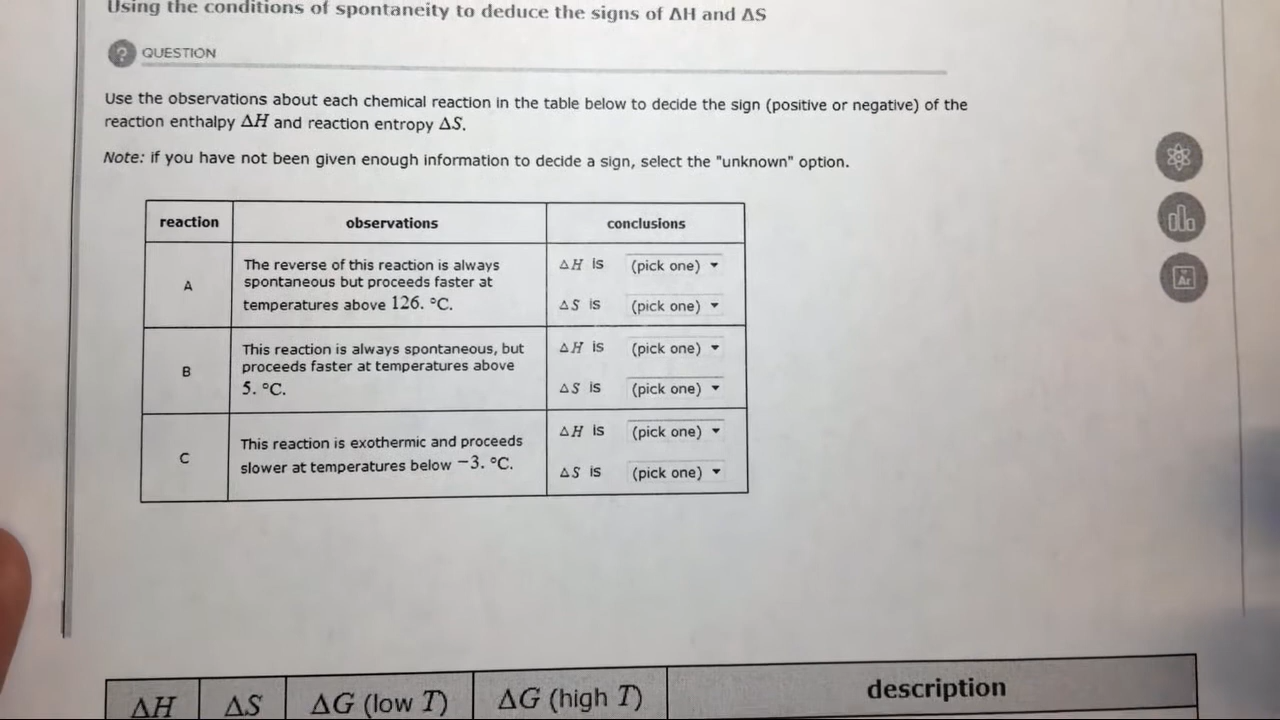 Using the conditions of spontaneity to deduce the signs of ΔH and ΔS
? QUESTION
Use the observations about each chemical reaction in the table below to decide the sign (positive or negative) of the
reaction enthalpy ΔH and reaction entropy ΔS.
Note: if you have not been given enough information to decide a sign, select the "unknown" option.
reaction observations conclusions
A
The reverse of this reaction is always
spontaneous but proceeds faster at
temperatures above 126. °C.
ΔH is (pick one)
ΔS is (pick one)
B
This reaction is always spontaneous, but
proceeds faster at temperatures above
5. °C.
ΔH is (pick one)
ΔS is (pick one)
C
This reaction is exothermic and proceeds
slower at temperatures below −3. °C.
ΔH is (pick one)
ΔS is (pick one)
Ar
ΔH ΔS ΔG (low T) ΔG (high T) description